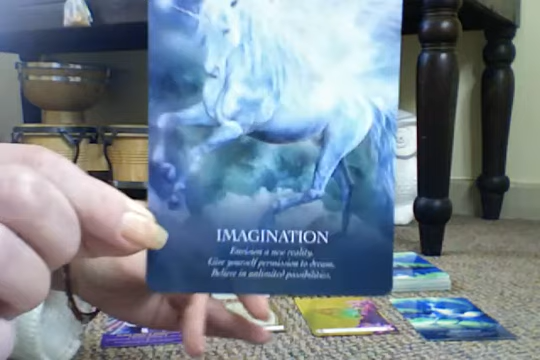 IMAGINATION
Envision a new reality.
Give yourself permission to dream.
Believe in unlimited possibilities.